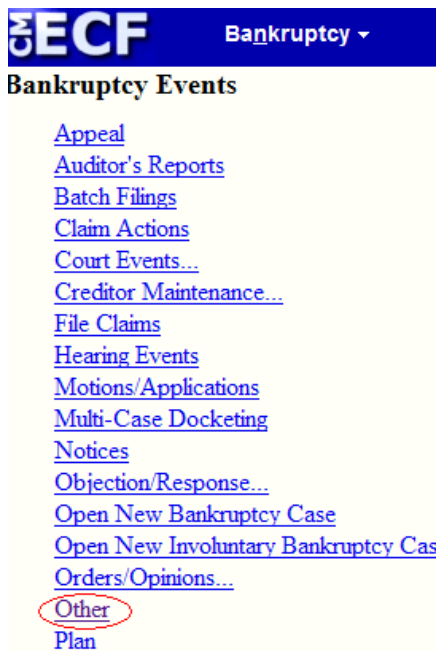 CM ECF Bankruptcy
Bankruptcy Events
Appeal
Auditor's Reports
Batch Filings
Claim Actions
Court Events...
Creditor Maintenance...
File Claims
Hearing Events
Motions/Applications
Multi-Case Docketing
Notices
Objection/Response...
Open New Bankruptcy Case
Open New Involuntary Bankruptcy Cas
Orders/Opinions...
Other
Plan